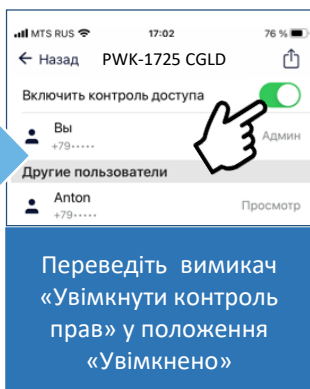 MTS RUS 17:02 76 %
Назад PWK-1725 CGLD
Включить контроль доступа
Вы Админ
+79•••••
Другие пользователи
Anton Просмотр
+79•••••
Переведіть вимикач
«Увімкнути контроль
прав» у положення
«Увімкнено»